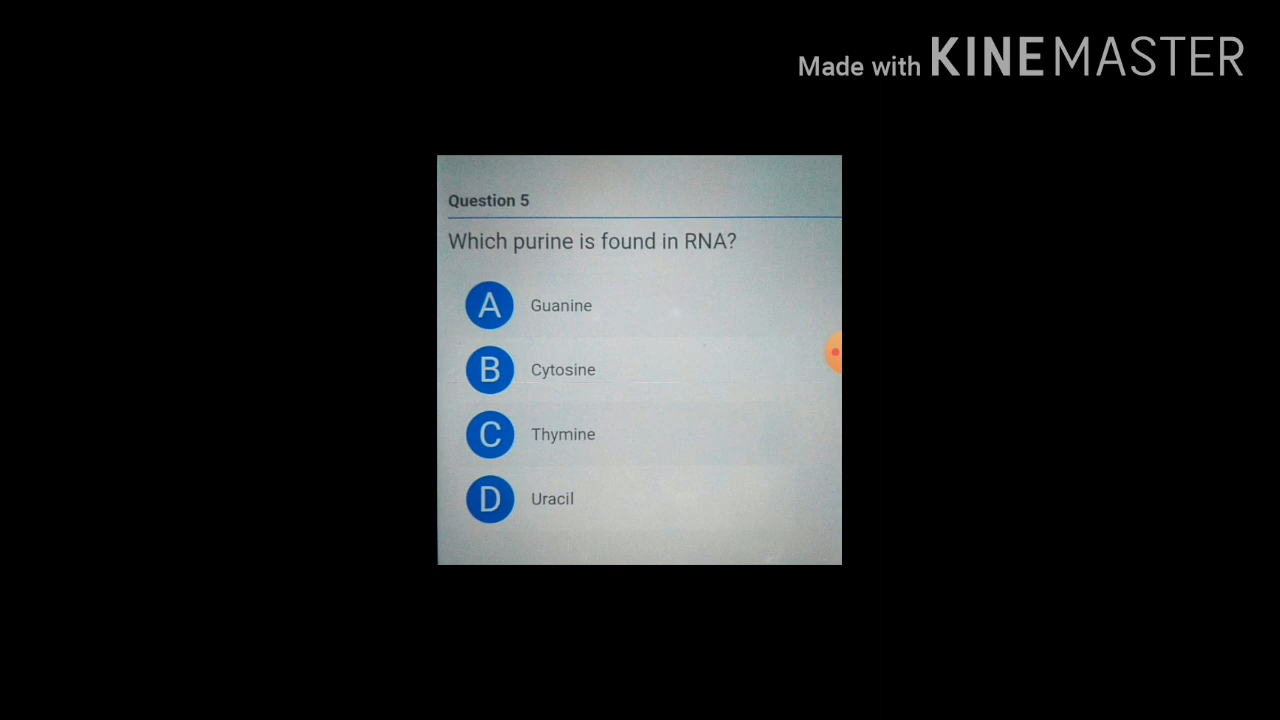 Made with KINEMASTER
Question 5
Which purine is found in RNA?
A Guanine
B Cytosine
C Thymine
D Uracil